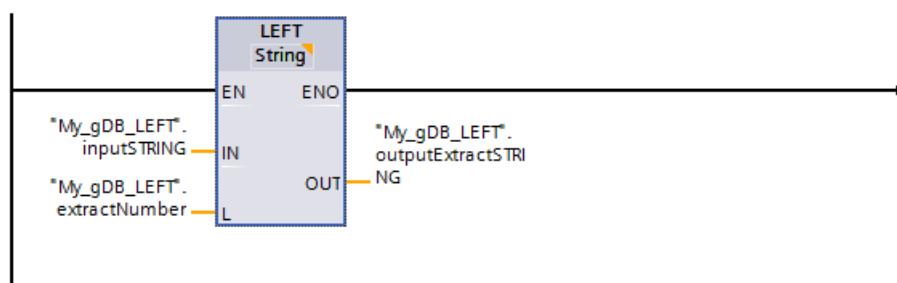 LEFT
String
EN ENO
"My_gDB_LEFT".
inputSTRING
IN
"My_gDB_LEFT".
outputExtractSTRI
NG
OUT
"My_gDB_LEFT".
extractNumber
L